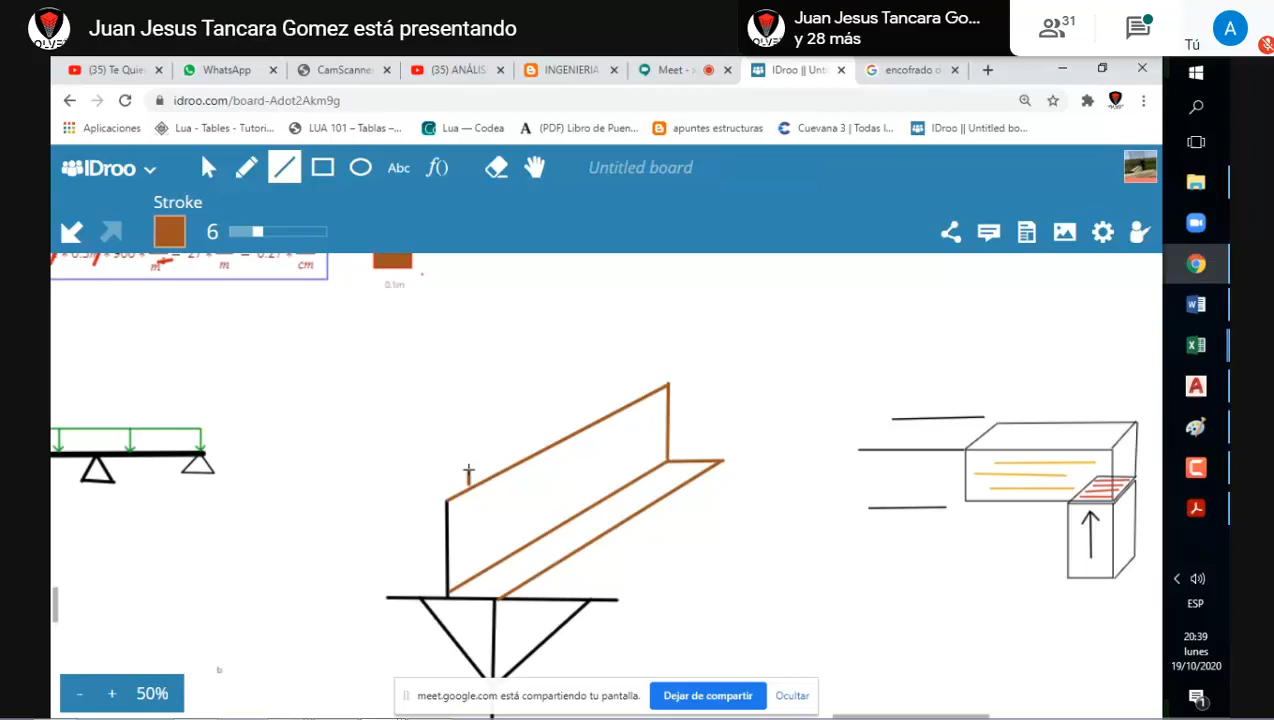 Juan Jesus Tancara Gomez está presentando
Juan Jesus Tancara Go...
y 28 más
31
A
Tú
(35) Te Quie
WhatsApp
CamScanne
(35) ANÁLIS
INGENIERIA
Meet -
IDroo || Unt
encofrado d
idroo.com/board-Adot2Akm9g
Aplicaciones
Lua - Tables - Tutori...
LUA 101 – Tablas –...
Lua — Codea
(PDF) Libro de Puen...
apuntes estructuras
Cuevana 3 | Todas l...
IDroo || Untitled bo...
IDroo
Abc
f()
Untitled board
Stroke
6
m
m
cm
0.1m
b
- + 50%
meet.google.com está compartiendo tu pantalla.
Dejar de compartir
Ocultar
ESP
20:39
lunes
19/10/2020
1